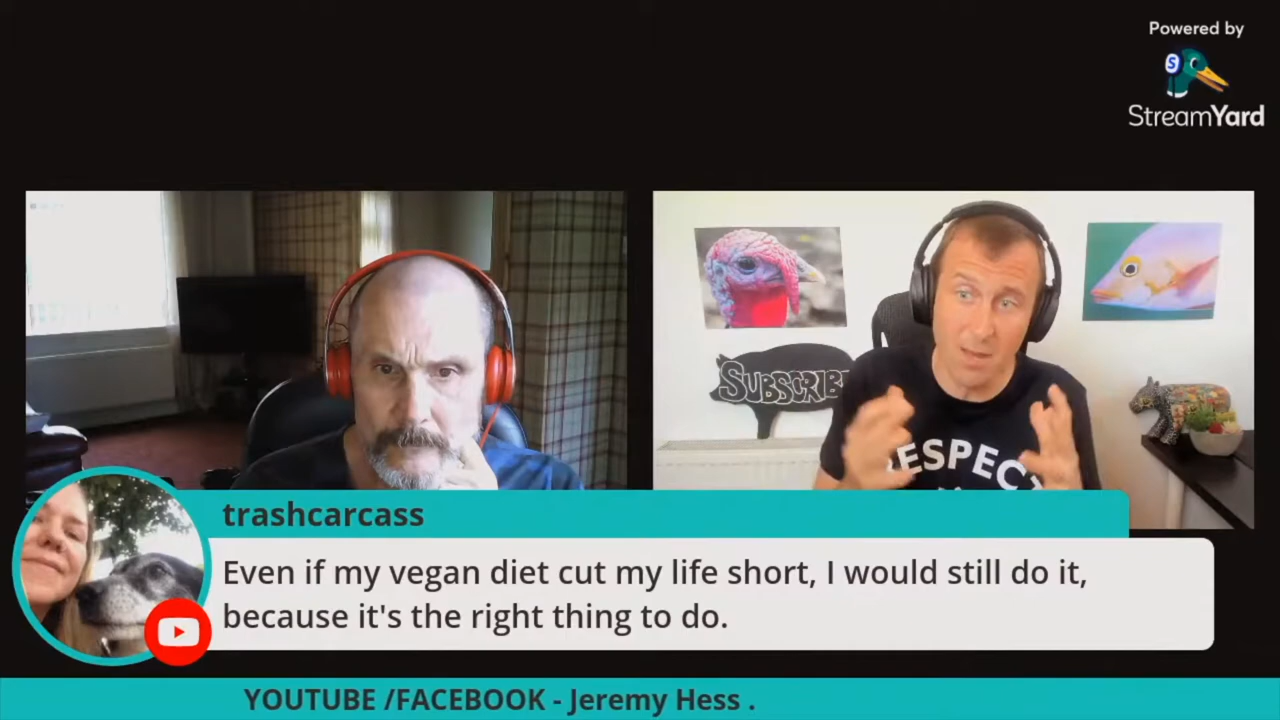 Powered by
S
StreamYard
SUBSCRIBE
RESPECT
trashcarcass
Even if my vegan diet cut my life short, I would still do it,
because it's the right thing to do.
YOUTUBE /FACEBOOK - Jeremy Hess .